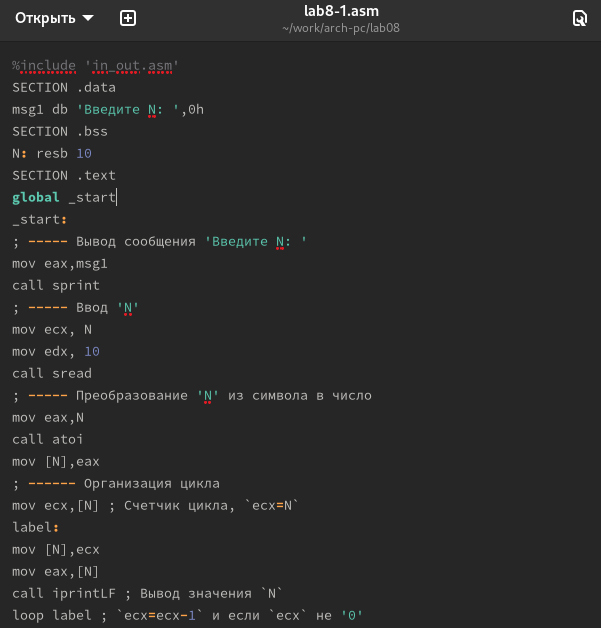 Открыть
lab8-1.asm
~/work/arch-pc/lab08
%include 'in_out.asm'
SECTION .data
msg1 db 'Введите N: ',0h
SECTION .bss
N: resb 10
SECTION .text
global _start
_start:
; ----- Вывод сообщения 'Введите N: '
mov eax,msg1
call sprint
; ----- Ввод 'N'
mov ecx, N
mov edx, 10
call sread
; ----- Преобразование 'N' из символа в число
mov eax,N
call atoi
mov [N],eax
; ------ Организация цикла
mov ecx,[N] ; Счетчик цикла, `ecx=N`
label:
mov [N],ecx
mov eax,[N]
call iprintLF ; Вывод значения `N`
loop label ; `ecx=ecx-1` и если `ecx` не '0'